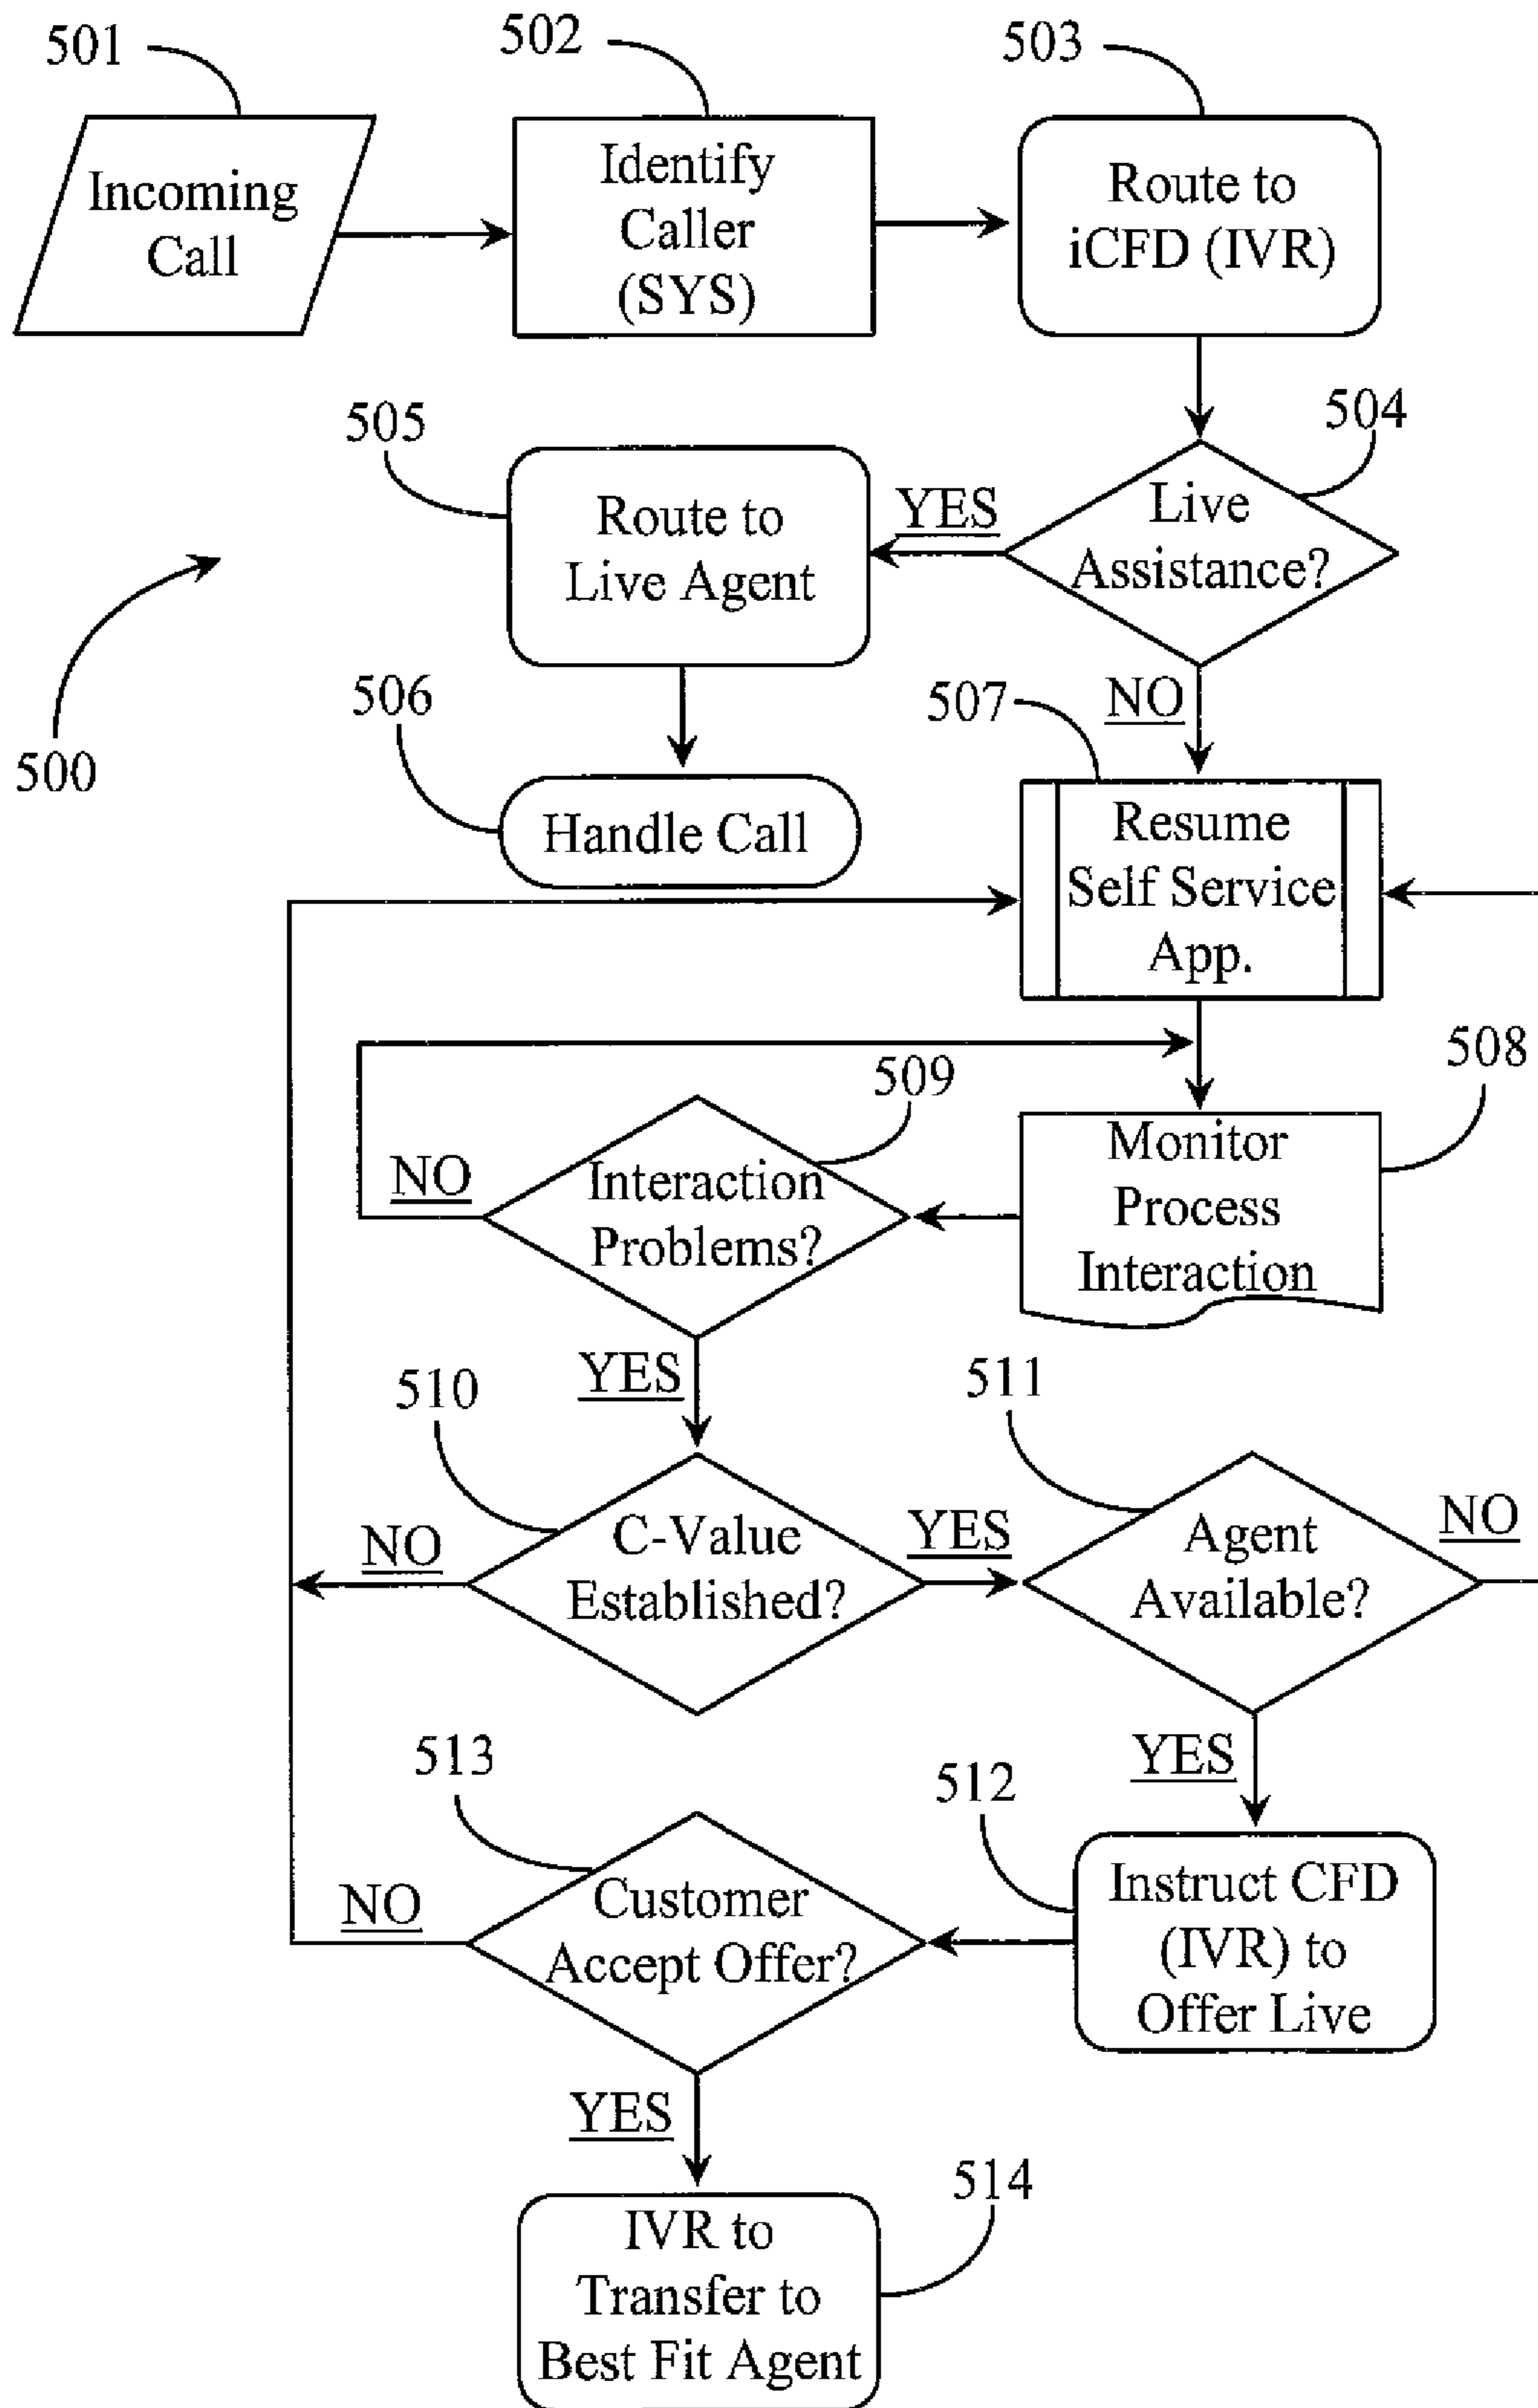 501
502
503
Incoming
Call
Identify
Caller
(SYS)
Route to
iCFD (IVR)
504
505
Live
Assistance?
YES
Route to
Live Agent
500
506
Handle Call
NO
507
Resume
Self Service
App.
508
509
Monitor
Process
Interaction
Interaction
Problems?
NO
YES
510
511
C-Value
Established?
NO
YES
Agent
Available?
NO
YES
513
512
Instruct CFD
(IVR) to
Offer Live
Customer
Accept Offer?
NO
YES
514
IVR to
Transfer to
Best Fit Agent